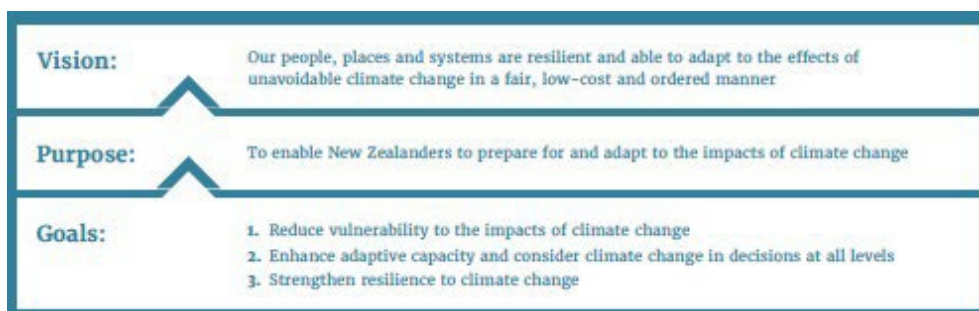 Vision:
Our people, places and systems are resilient and able to adapt to the effects of
unavoidable climate change in a fair, low-cost and ordered manner
Purpose:
To enable New Zealanders to prepare for and adapt to the impacts of climate change
Goals:
1. Reduce vulnerability to the impacts of climate change
2. Enhance adaptive capacity and consider climate change in decisions at all levels
3. Strengthen resilience to climate change